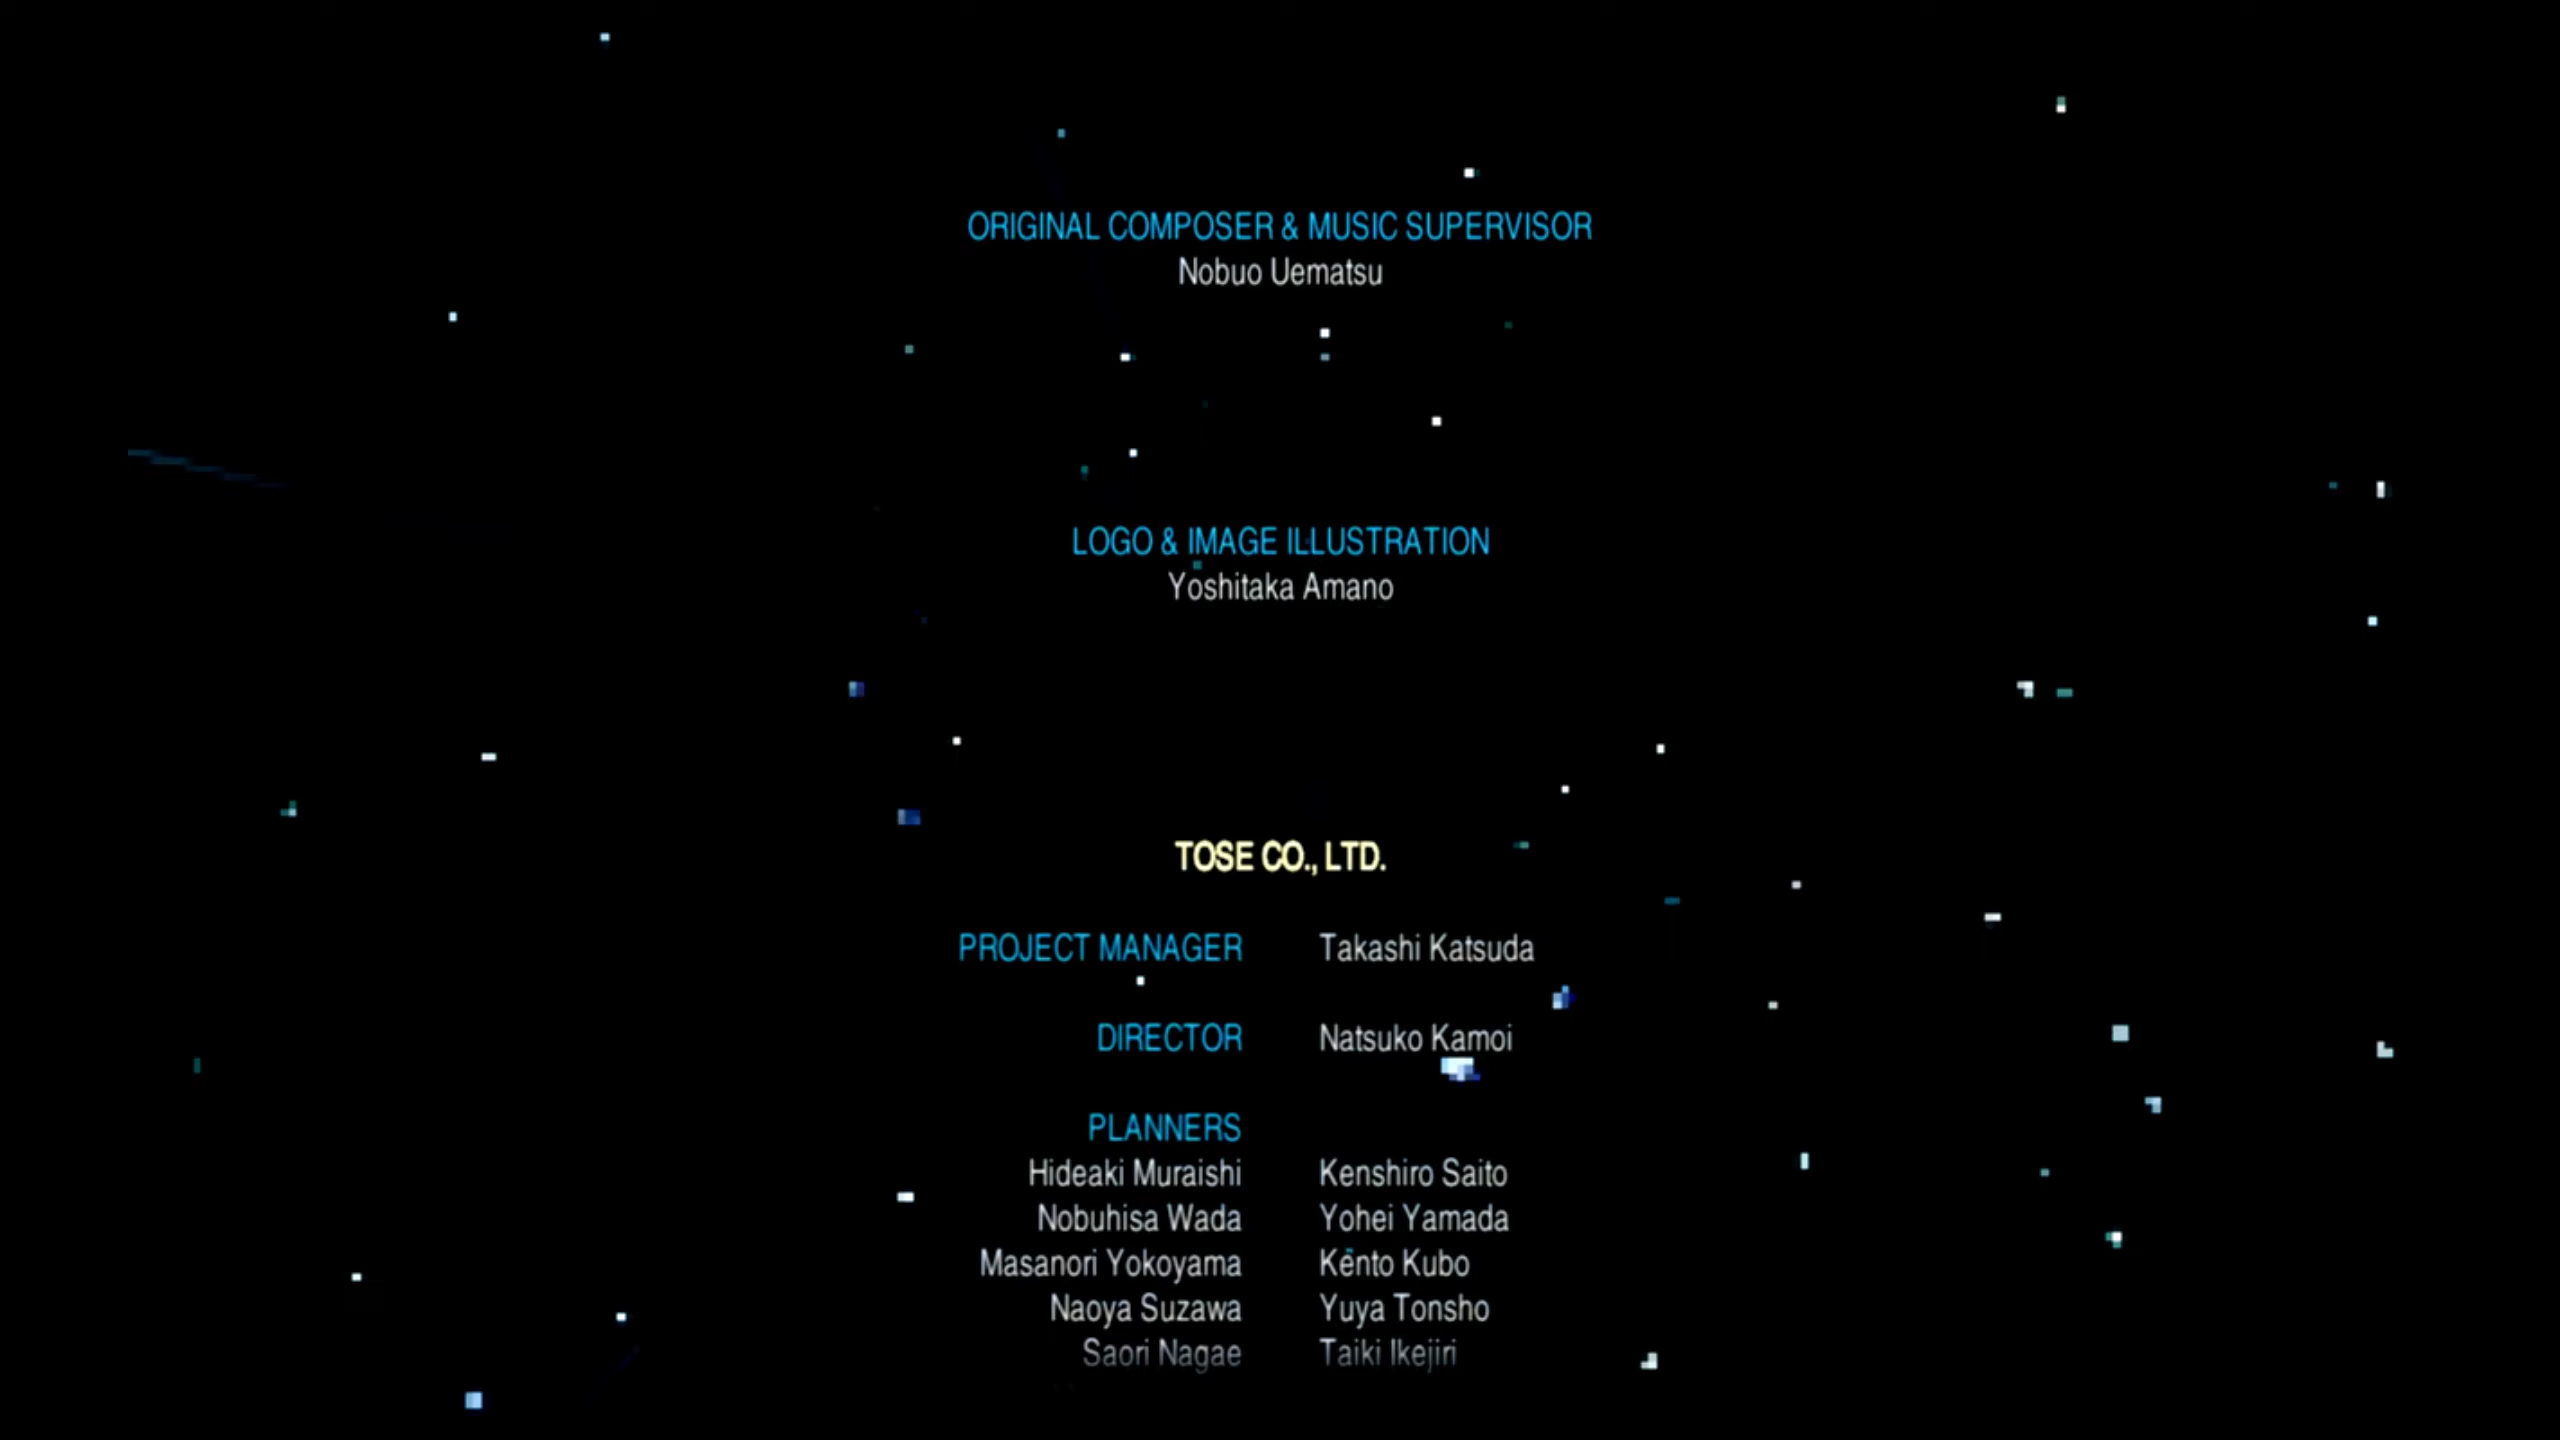 ORIGINAL COMPOSER & MUSIC SUPERVISOR
Nobuo Uematsu
LOGO & IMAGE ILLUSTRATION
Yoshitaka Amano
TOSE CO., LTD.
PROJECT MANAGER Takashi Katsuda
DIRECTOR Natsuko Kamoi
PLANNERS
Hideaki Muraishi Kenshiro Saito
Nobuhisa Wada Yohei Yamada
Masanori Yokoyama Kento Kubo
Naoya Suzawa Yuya Tonsho
Saori Nagae Taiki Ikejiri